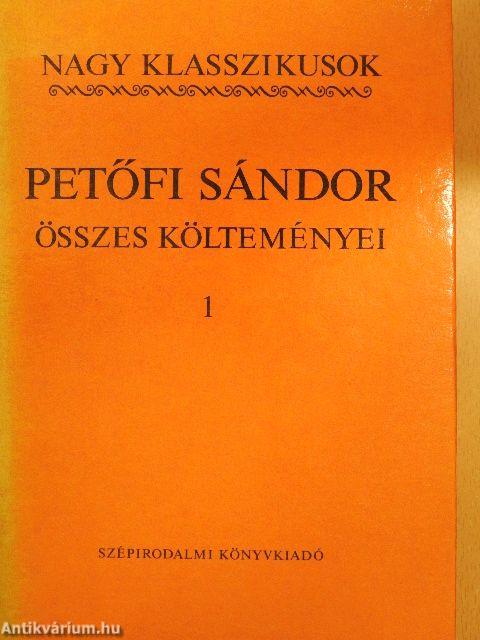 NAGY KLASSZIKUSOK
PETŐFI SÁNDOR
ÖSSZES KÖLTEMÉNYEI
1
SZÉPIRODALMI KÖNYVKIADÓ
Antikvárium.hu